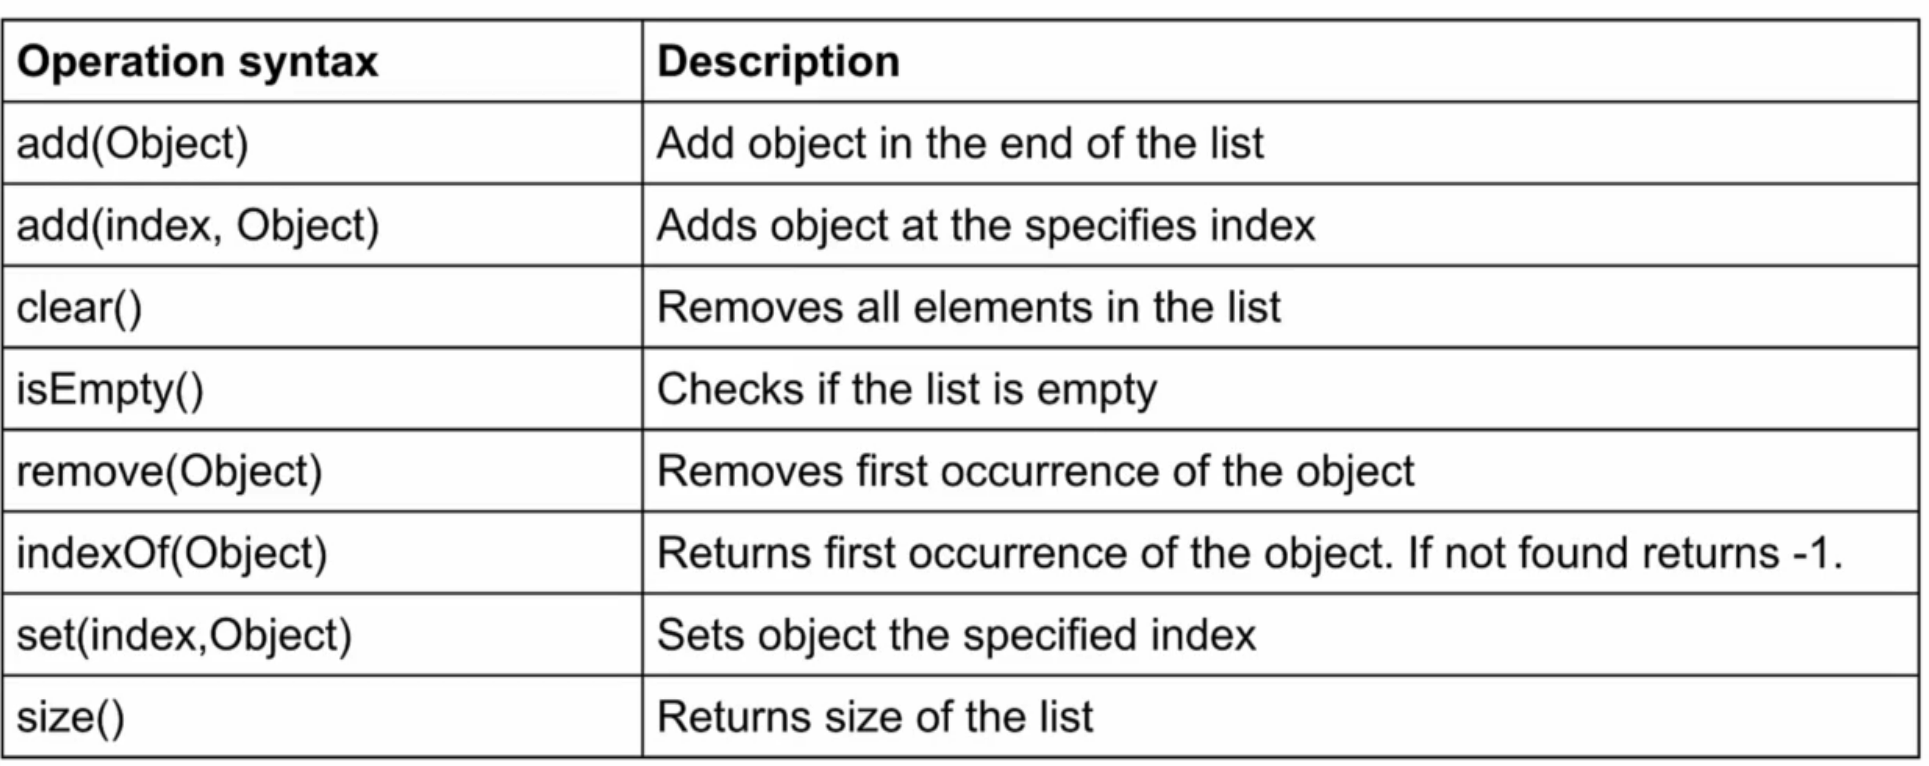 Operation syntax Description
add(Object) Add object in the end of the list
add(index, Object) Adds object at the specifies index
clear() Removes all elements in the list
isEmpty() Checks if the list is empty
remove(Object) Removes first occurrence of the object
indexOf(Object) Returns first occurrence of the object. If not found returns -1.
set(index,Object) Sets object the specified index
size() Returns size of the list